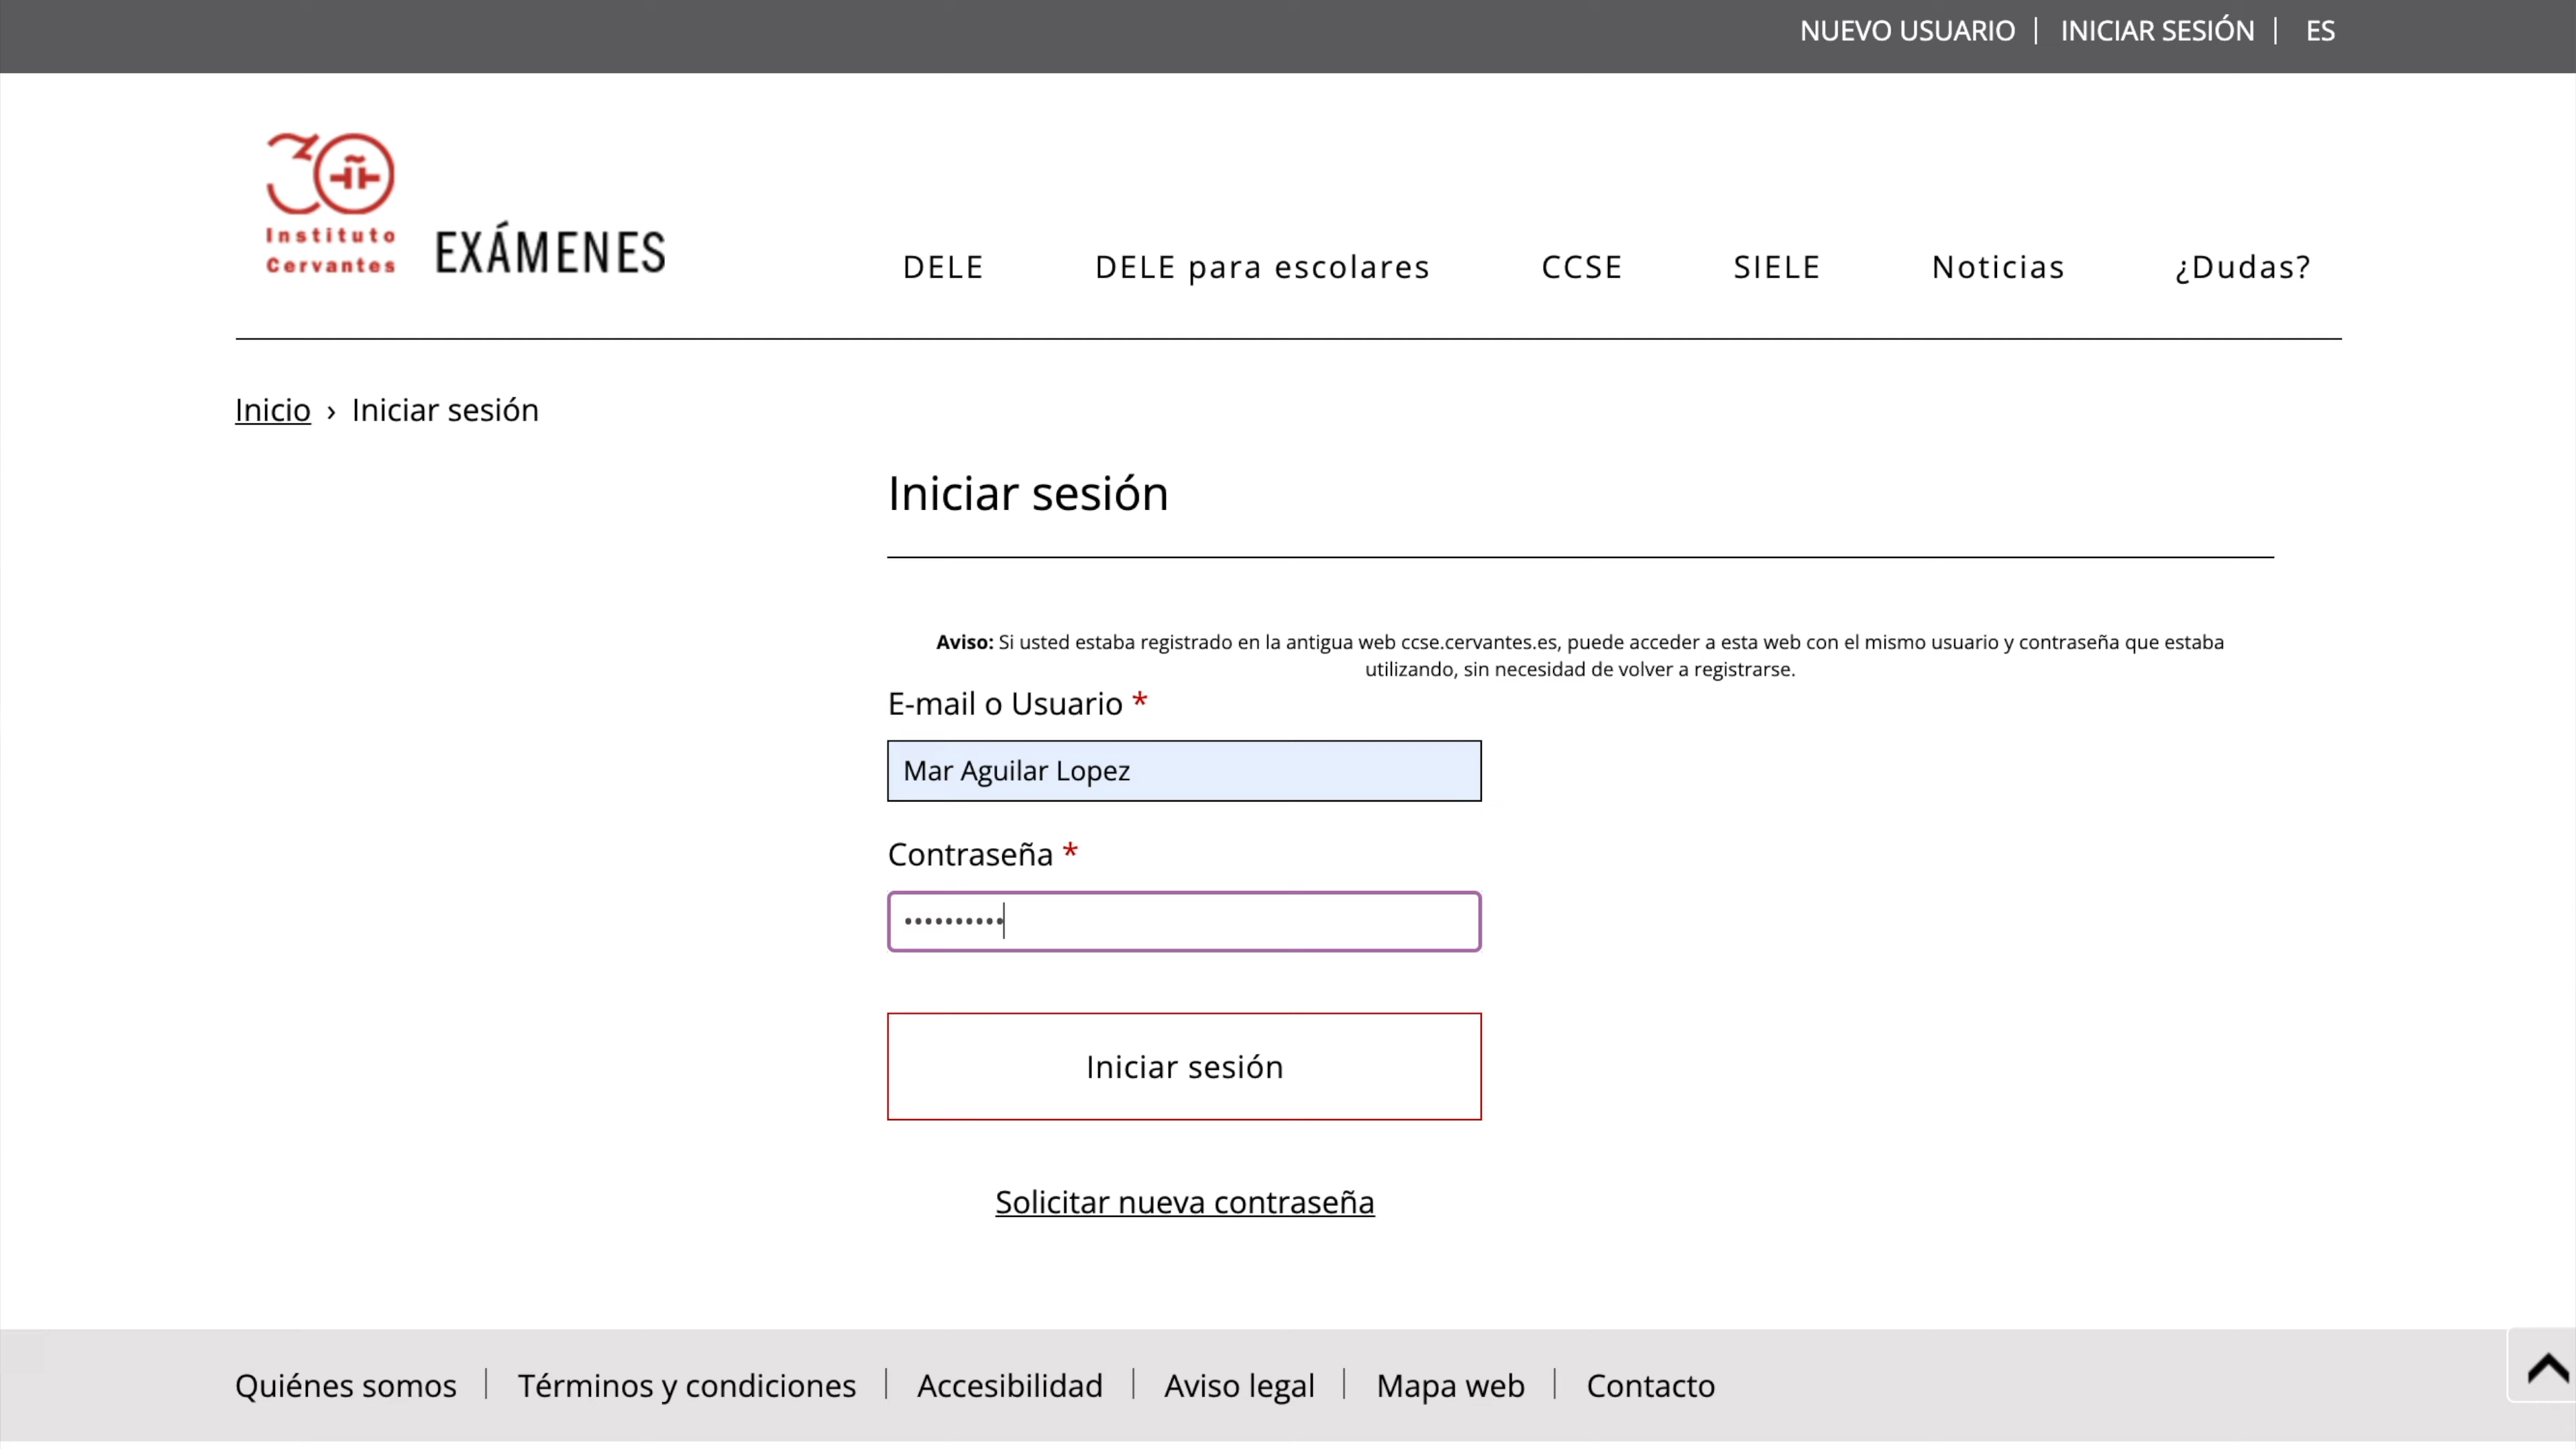 NUEVO USUARIO | INICIAR SESIÓN | ES
30
Instituto
Cervantes
EXÁMENES
DELE DELE para escolares CCSE SIELE Noticias ¿Dudas?
Inicio › Iniciar sesión
Iniciar sesión
Aviso: Si usted estaba registrado en la antigua web ccse.cervantes.es, puede acceder a esta web con el mismo usuario y contraseña que estaba
utilizando, sin necesidad de volver a registrarse.
E-mail o Usuario *
Mar Aguilar Lopez
Contraseña *
••••••••••
Iniciar sesión
Solicitar nueva contraseña
Quiénes somos | Términos y condiciones | Accesibilidad | Aviso legal | Mapa web | Contacto